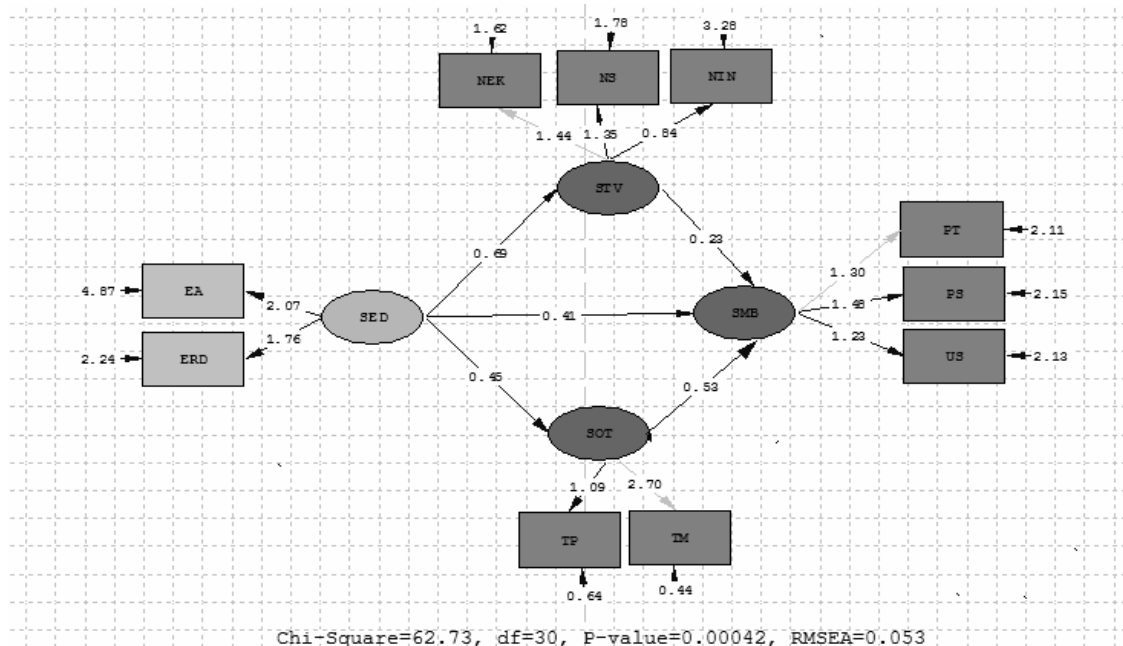 1.62 1.78 3.28
NEK NS NIN
1.44 1.35 0.84
STV
0.69 0.23
PT 2.11
1.30
4.87 EA 2.07
SED 0.41 SMB
1.48 PS 2.15
2.24 ERD 1.76
1.23 US 2.13
0.45 0.53
SOT
1.09 2.70
TP TM
0.64 0.44
Chi-Square=62.73, df=30, P-value=0.00042, RMSEA=0.053